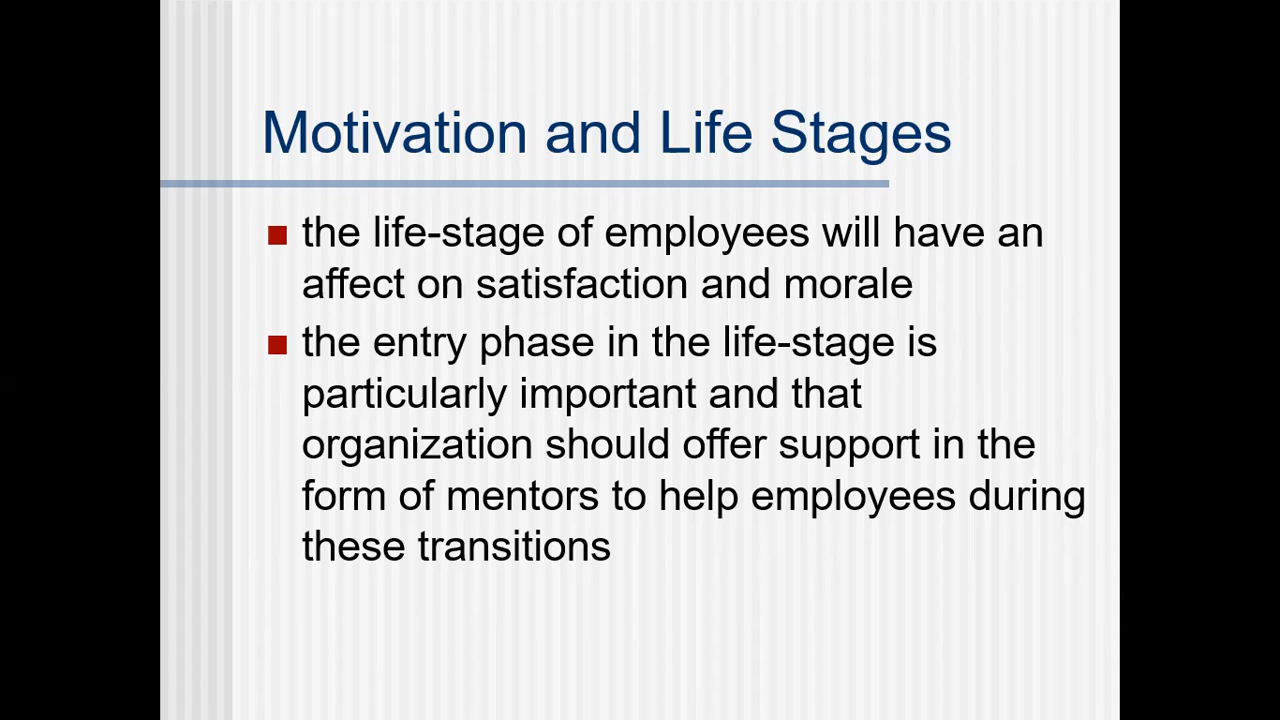 Motivation and Life Stages
the life-stage of employees will have an
affect on satisfaction and morale
the entry phase in the life-stage is
particularly important and that
organization should offer support in the
form of mentors to help employees during
these transitions